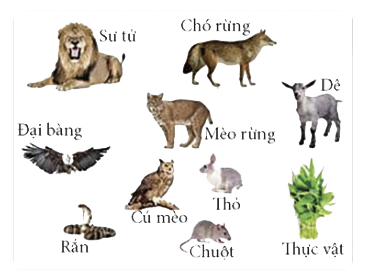 Sư tử
Chó rừng
Dê
Đại bàng
Mèo rừng
Cú mèo
Thỏ
Rắn
Chuột
Thực vật